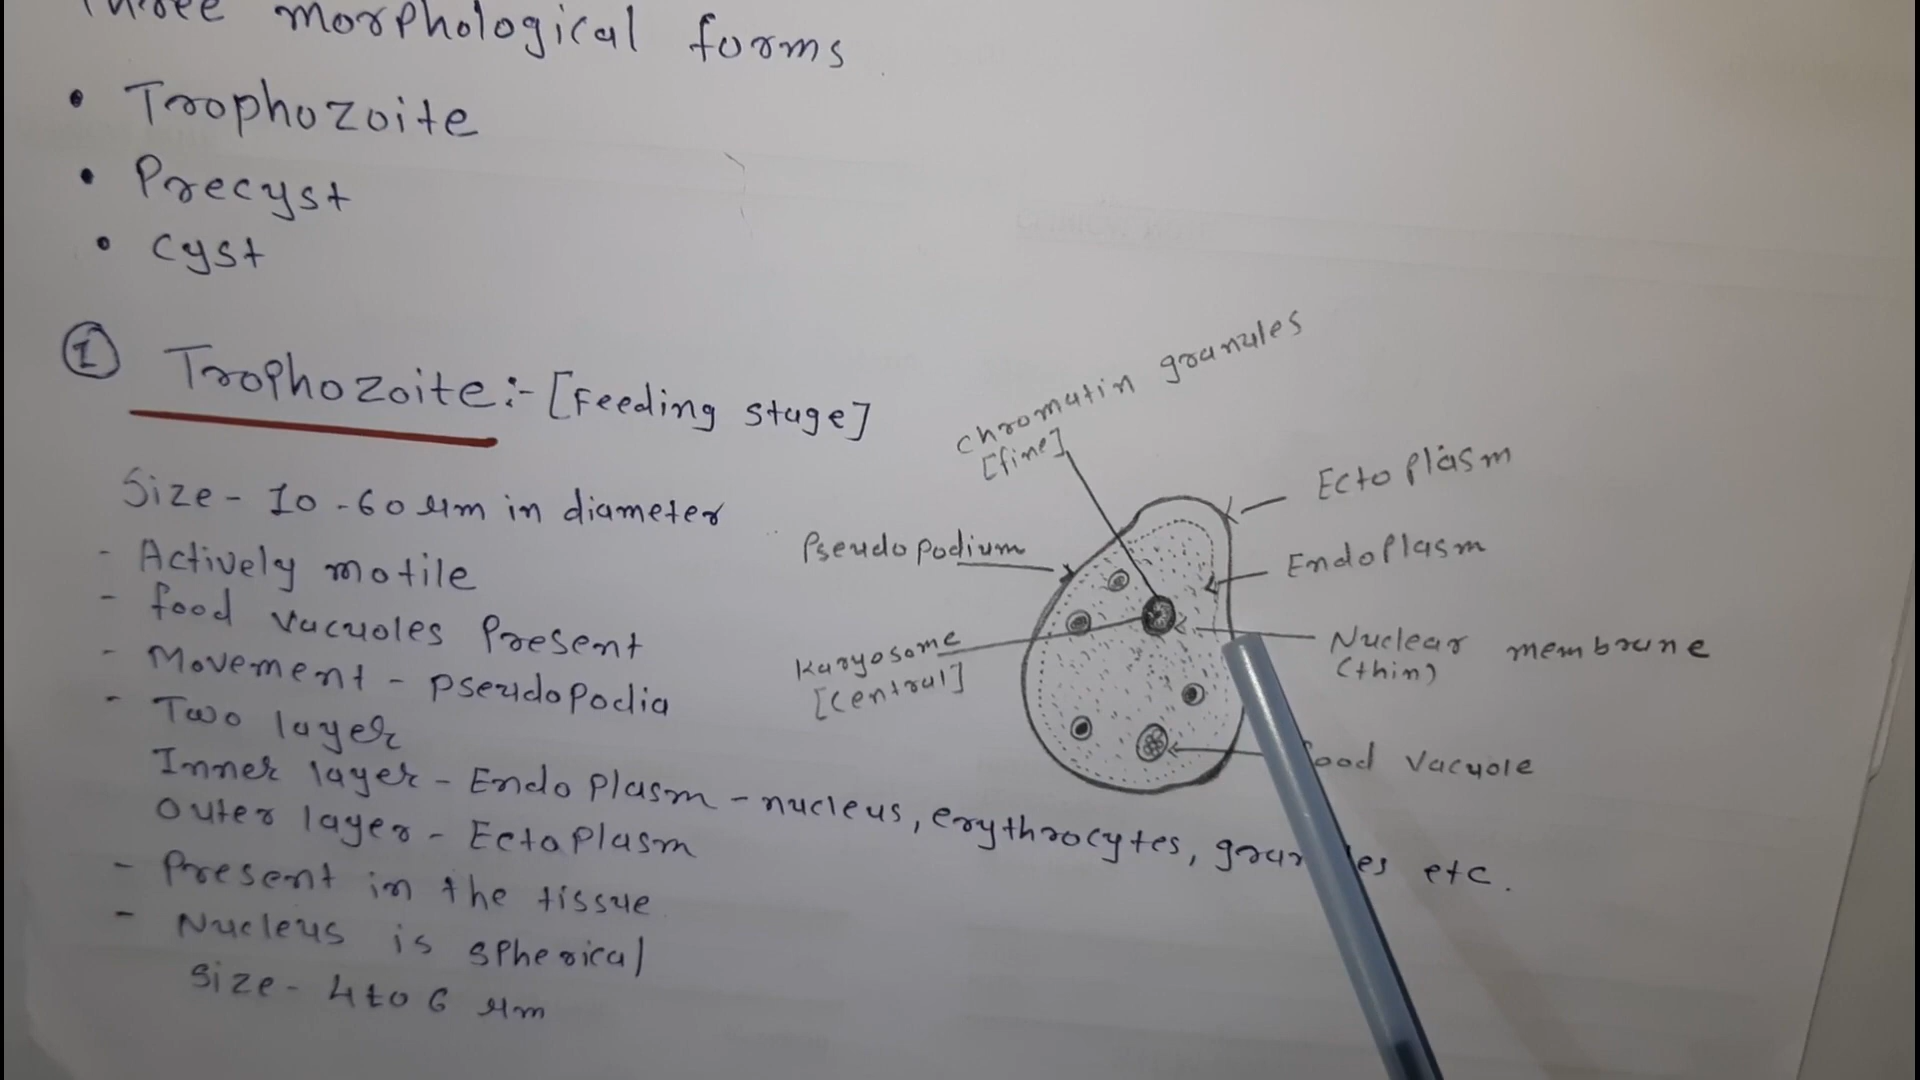 Three morphological forms
• Trophozoite
• Precyst
• Cyst
① Trophozoite:- [Feeding stage]
Size - 10-60 μm in diameter
- Actively motile
- food vacuoles Present
- Movement - Pseudopodia
- Two layer
Inner layer - Endoplasm - nucleus, erythrocytes, granules etc.
Outer layer - Ectoplasm
- Present in the tissue
- Nucleus is spherical
Size - 4 to 6 μm
Chromatin granules
[fine]
Ectoplasm
Pseudopodium
Endoplasm
Karyosome
[Central]
Nuclear membrane
(thin)
food vacuole